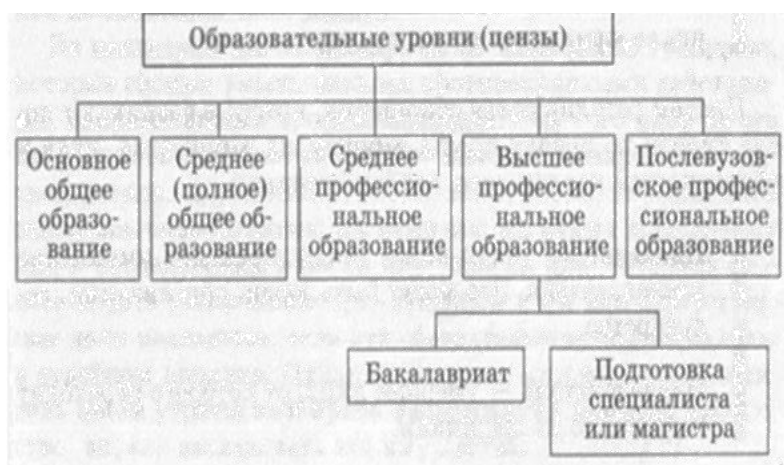 Образовательные уровни (цензы)
Основное
общее
образо-
вание
Среднее
(полное)
общее об-
разование
Среднее
профессио-
нальное
образование
Высшее
профессио-
нальное
образование
Послевузов-
ское профес-
сиональное
образование
Бакалавриат
Подготовка
специалиста
или магистра